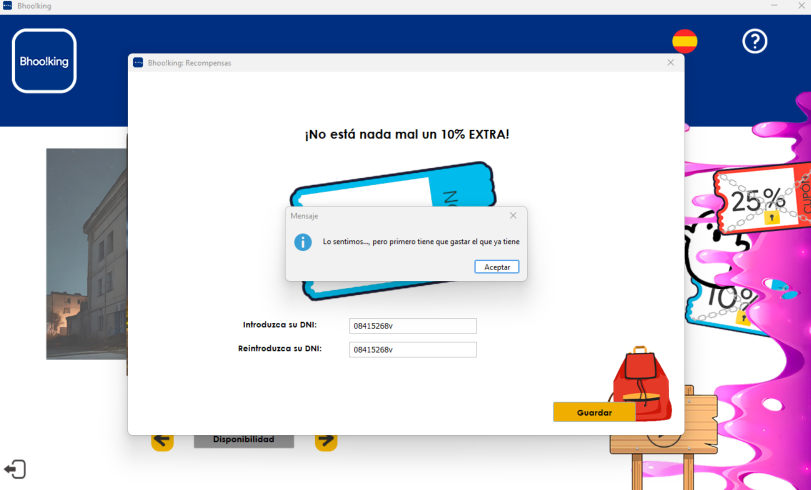 Bhoo!king
Bhoo!king
Bhoo!king: Recompensas
¡No está nada mal un 10% EXTRA!
25%
CUPÓN
10%
Mensaje
Lo sentimos..., pero primero tiene que gastar el que ya tiene
Aceptar
Introduzca su DNI:
08415268v
Reintroduzca su DNI:
08415268v
Guardar
Disponibilidad